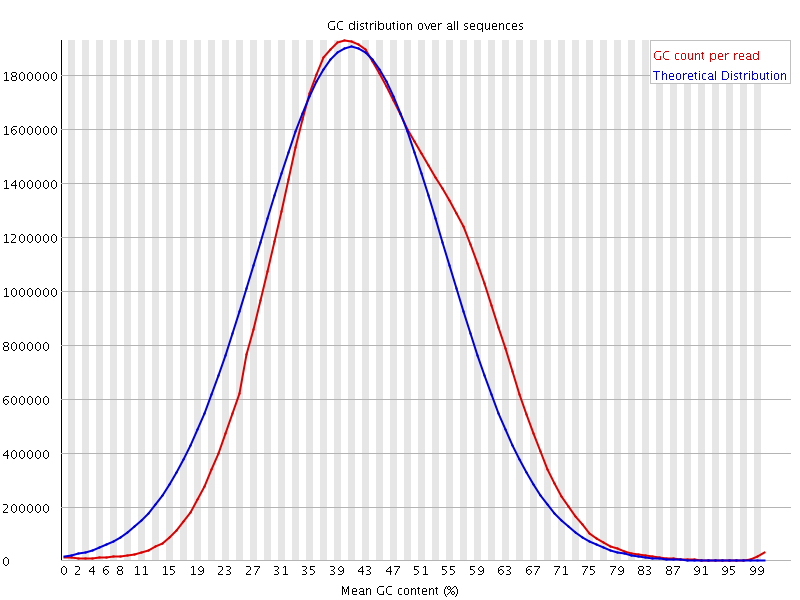 GC distribution over all sequences
GC count per read
Theoretical Distribution
1800000
1600000
1400000
1200000
1000000
800000
600000
400000
200000
0
0 2 4 6 8 11 15 19 23 27 31 35 39 43 47 51 55 59 63 67 71 75 79 83 87 91 95 99
Mean GC content (%)